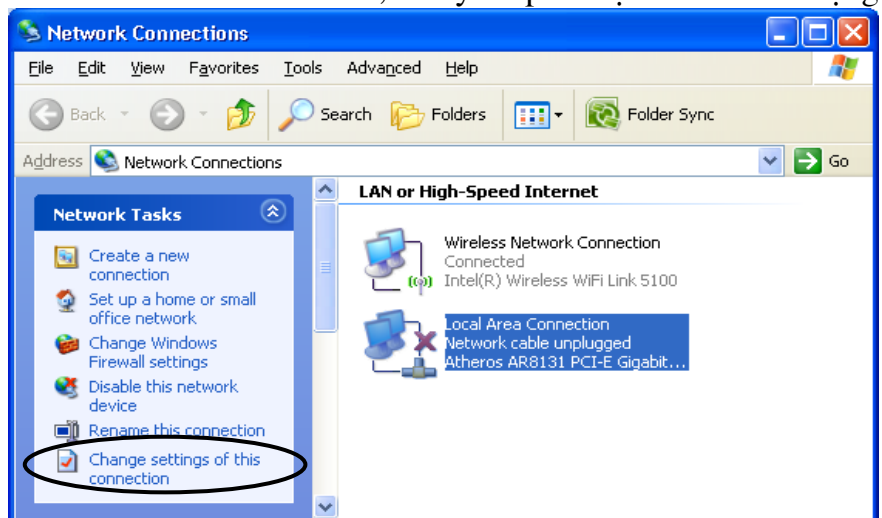 Network Connections
File Edit View Favorites Tools Advanced Help
Back Search Folders Folder Sync
Address Network Connections Go
Network Tasks
Create a new
connection
Set up a home or small
office network
Change Windows
Firewall settings
Disable this network
device
Rename this connection
Change settings of this
connection
LAN or High-Speed Internet
Wireless Network Connection
Connected
Intel(R) Wireless WiFi Link 5100
Local Area Connection
Network cable unplugged
Atheros AR8131 PCI-E Gigabit...